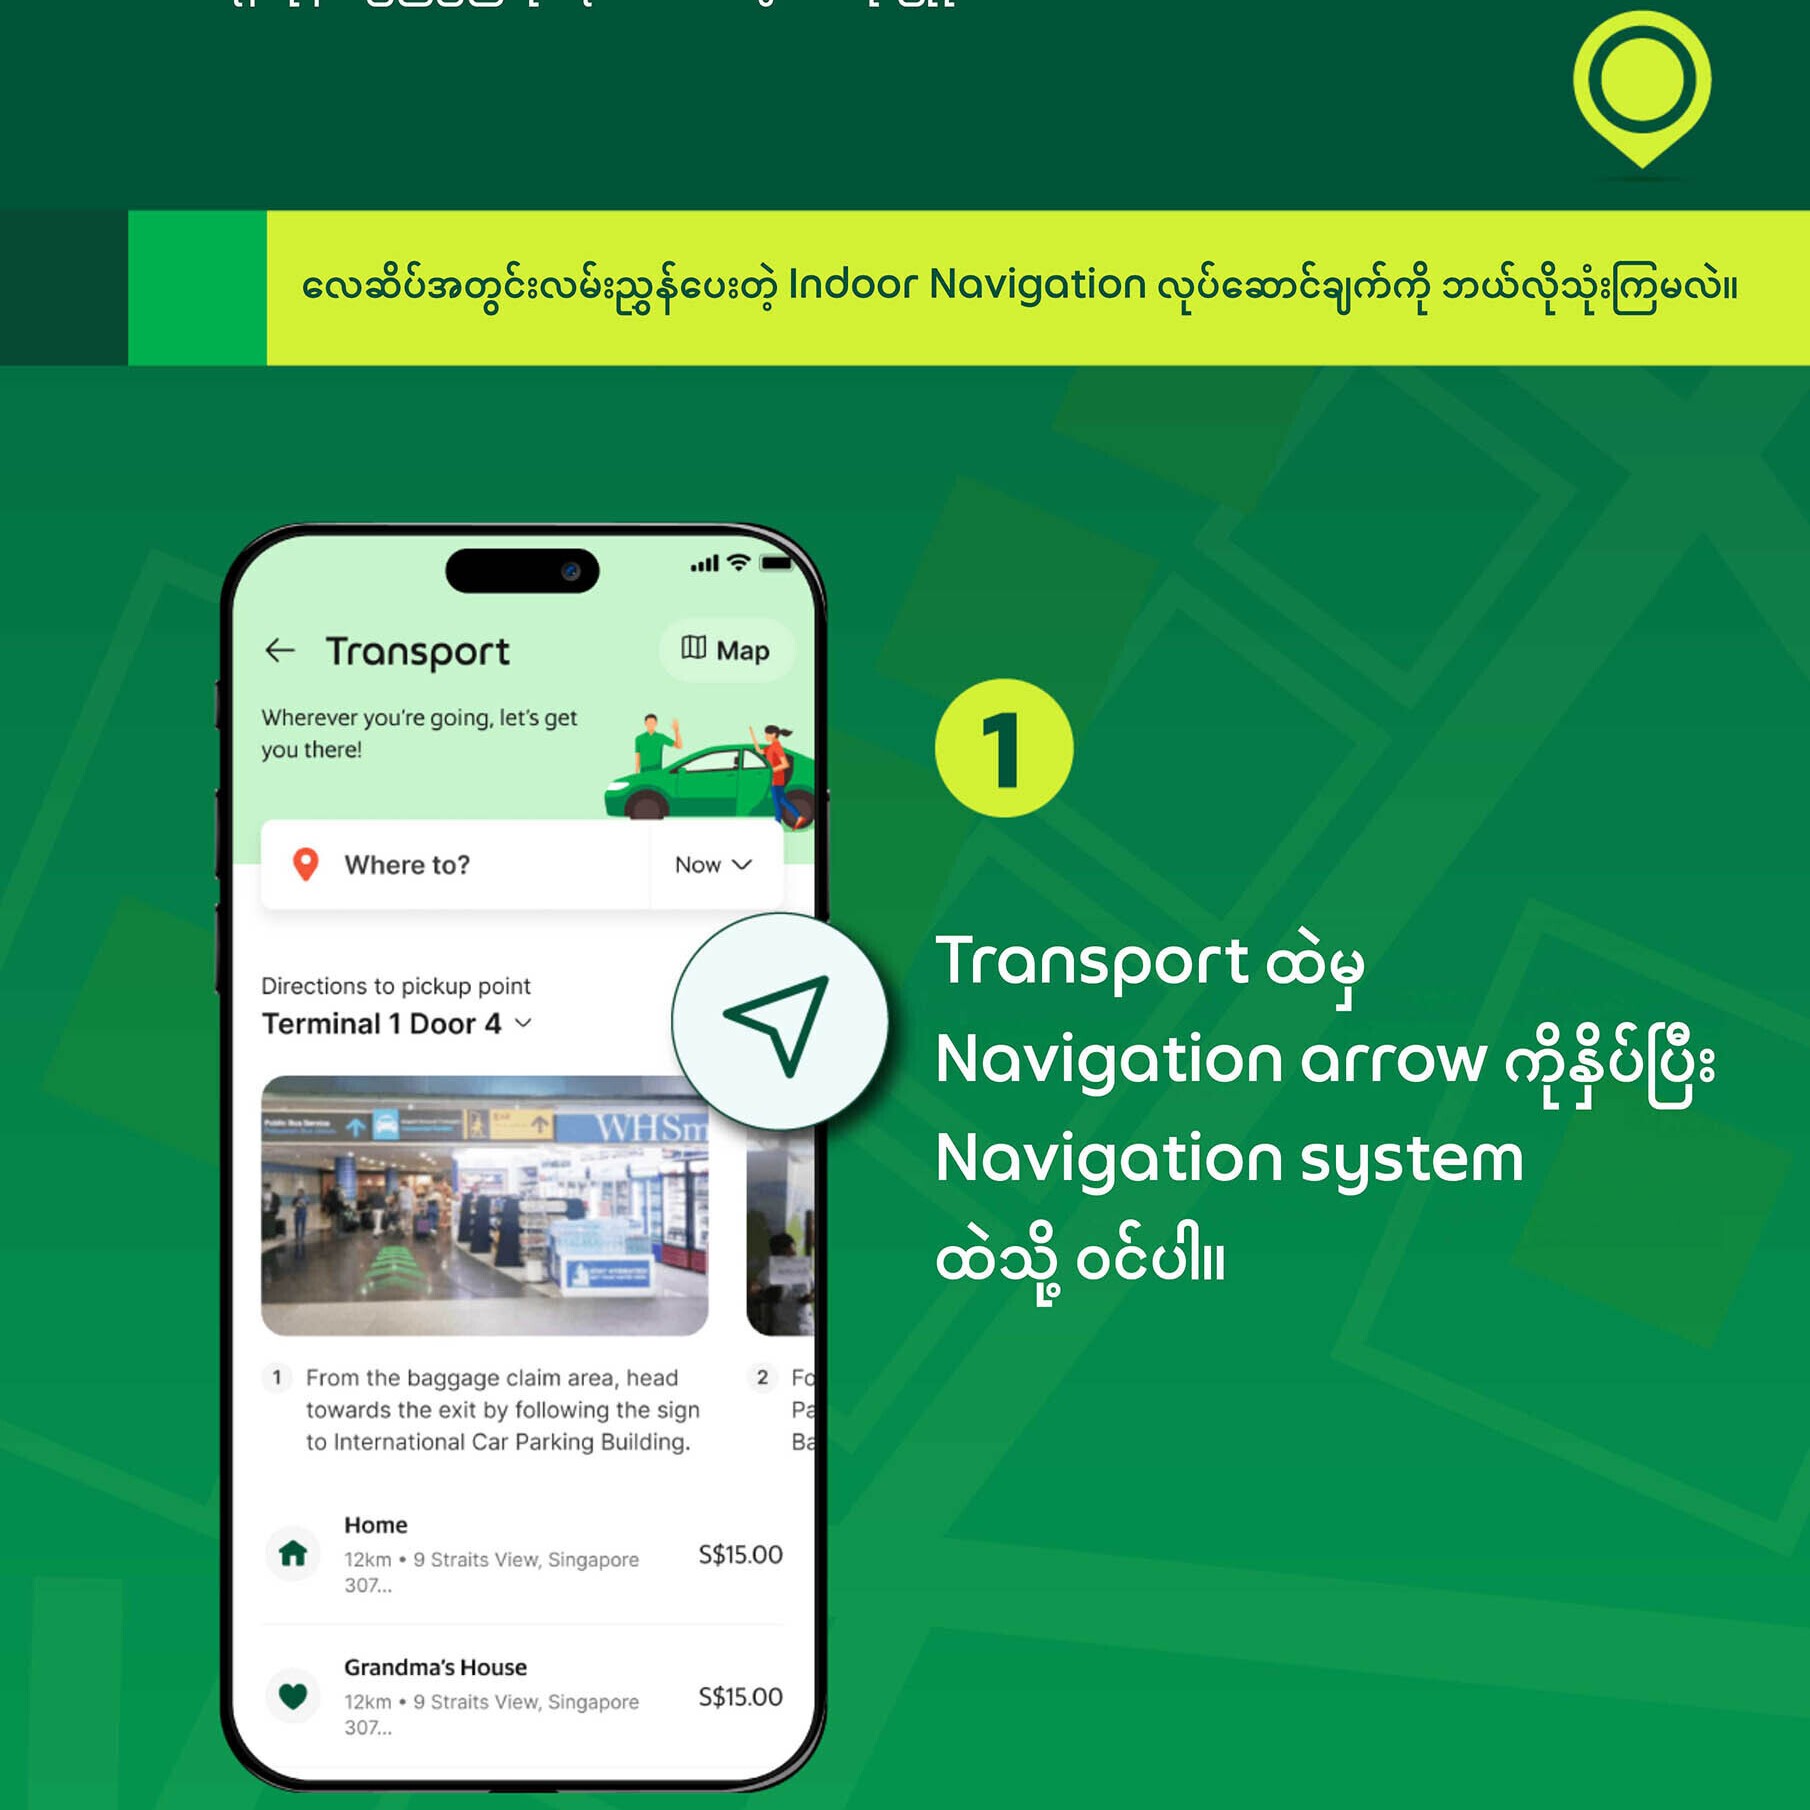 လေဆိပ်အတွင်းလမ်းညွှန်ပေးတဲ့ Indoor Navigation လုပ်ဆောင်ချက်ကို ဘယ်လိုသုံးကြမလဲ။
Transport
Map
Wherever you're going, let's get
you there!
Where to?
Now
Directions to pickup point
Terminal 1 Door 4
WHSm
1 From the baggage claim area, head
towards the exit by following the sign
to International Car Parking Building.
2 Fo
Pa
Ba
Home
12km • 9 Straits View, Singapore
307...
S$15.00
Grandma's House
12km • 9 Straits View, Singapore
307...
S$15.00
1
Transport ထဲမှ
Navigation arrow ကိုနှိပ်ပြီး
Navigation system
ထဲသို့ ဝင်ပါ။